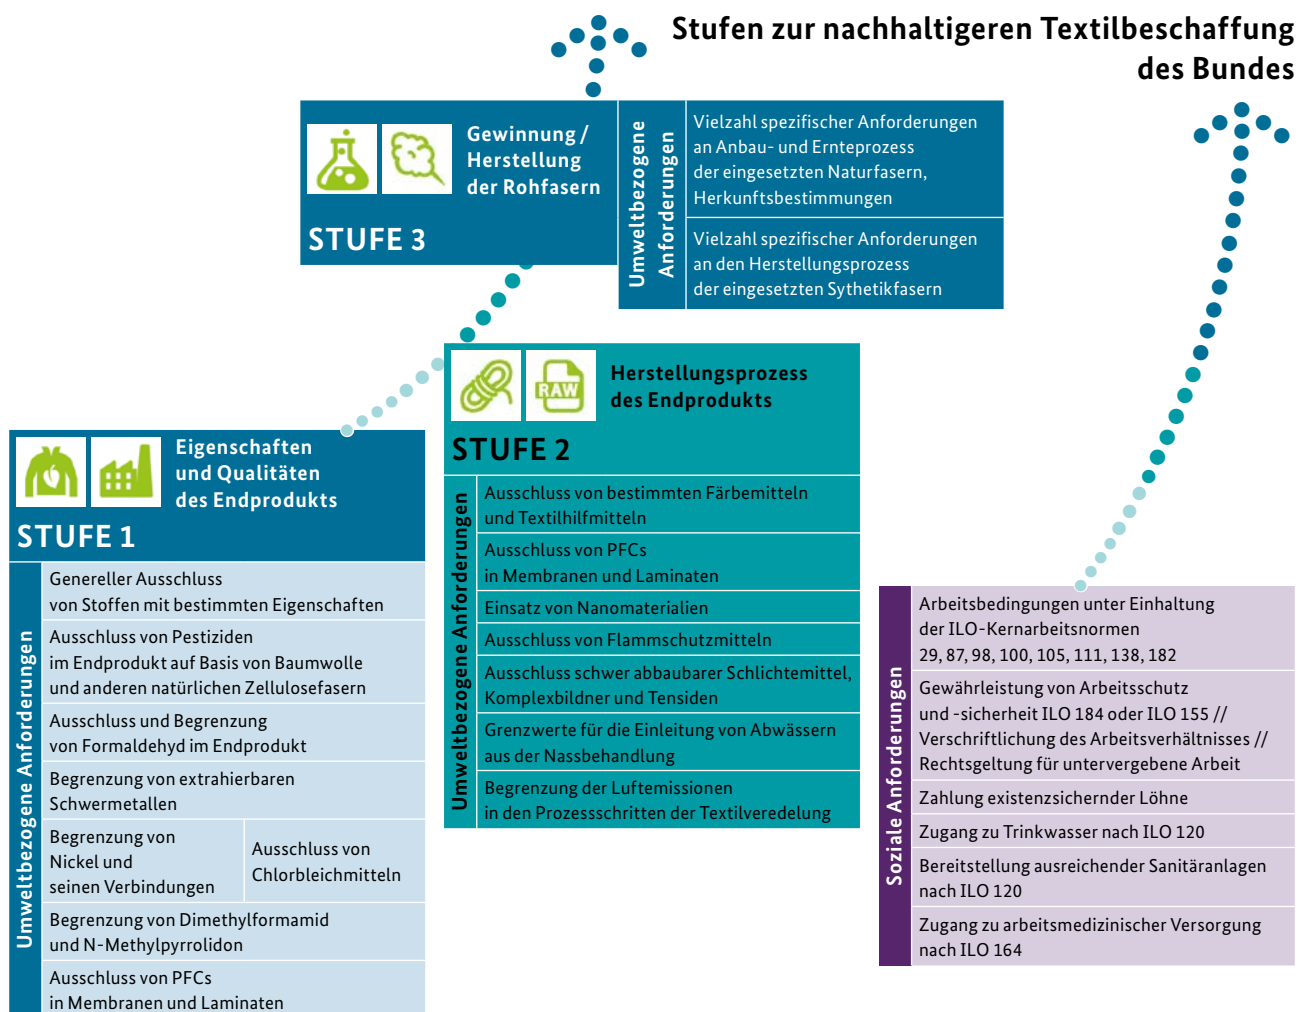 Stufen zur nachhaltigeren Textilbeschaffung
des Bundes
Gewinnung /
Herstellung
der Rohfasern
STUFE 3
Umweltbezogene
Anforderungen
Vielzahl spezifischer Anforderungen
an Anbau- und Ernteprozess
der eingesetzten Naturfasern,
Herkunftsbestimmungen
Vielzahl spezifischer Anforderungen
an den Herstellungsprozess
der eingesetzten Sythetikfasern
RAW
Herstellungsprozess
des Endprodukts
STUFE 2
Umweltbezogene Anforderungen
Ausschluss von bestimmten Färbemitteln
und Textilhilfmitteln
Ausschluss von PFCs
in Membranen und Laminaten
Einsatz von Nanomaterialien
Ausschluss von Flammschutzmitteln
Ausschluss schwer abbaubarer Schlichtemittel,
Komplexbildner und Tensiden
Grenzwerte für die Einleitung von Abwässern
aus der Nassbehandlung
Begrenzung der Luftemissionen
in den Prozessschritten der Textilveredelung
Eigenschaften
und Qualitäten
des Endprodukts
STUFE 1
Umweltbezogene Anforderungen
Genereller Ausschluss
von Stoffen mit bestimmten Eigenschaften
Ausschluss von Pestiziden
im Endprodukt auf Basis von Baumwolle
und anderen natürlichen Zellulosefasern
Ausschluss und Begrenzung
von Formaldehyd im Endprodukt
Begrenzung von extrahierbaren
Schwermetallen
Begrenzung von
Nickel und
seinen Verbindungen
Ausschluss von
Chlorbleichmitteln
Begrenzung von Dimethylformamid
und N-Methylpyrrolidon
Ausschluss von PFCs
in Membranen und Laminaten
Soziale Anforderungen
Arbeitsbedingungen unter Einhaltung
der ILO-Kernarbeitsnormen
29, 87, 98, 100, 105, 111, 138, 182
Gewährleistung von Arbeitsschutz
und -sicherheit ILO 184 oder ILO 155 //
Verschriftlichung des Arbeitsverhältnisses //
Rechtsgeltung für untervergebene Arbeit
Zahlung existenzsichernder Löhne
Zugang zu Trinkwasser nach ILO 120
Bereitstellung ausreichender Sanitäranlagen
nach ILO 120
Zugang zu arbeitsmedizinischer Versorgung
nach ILO 164